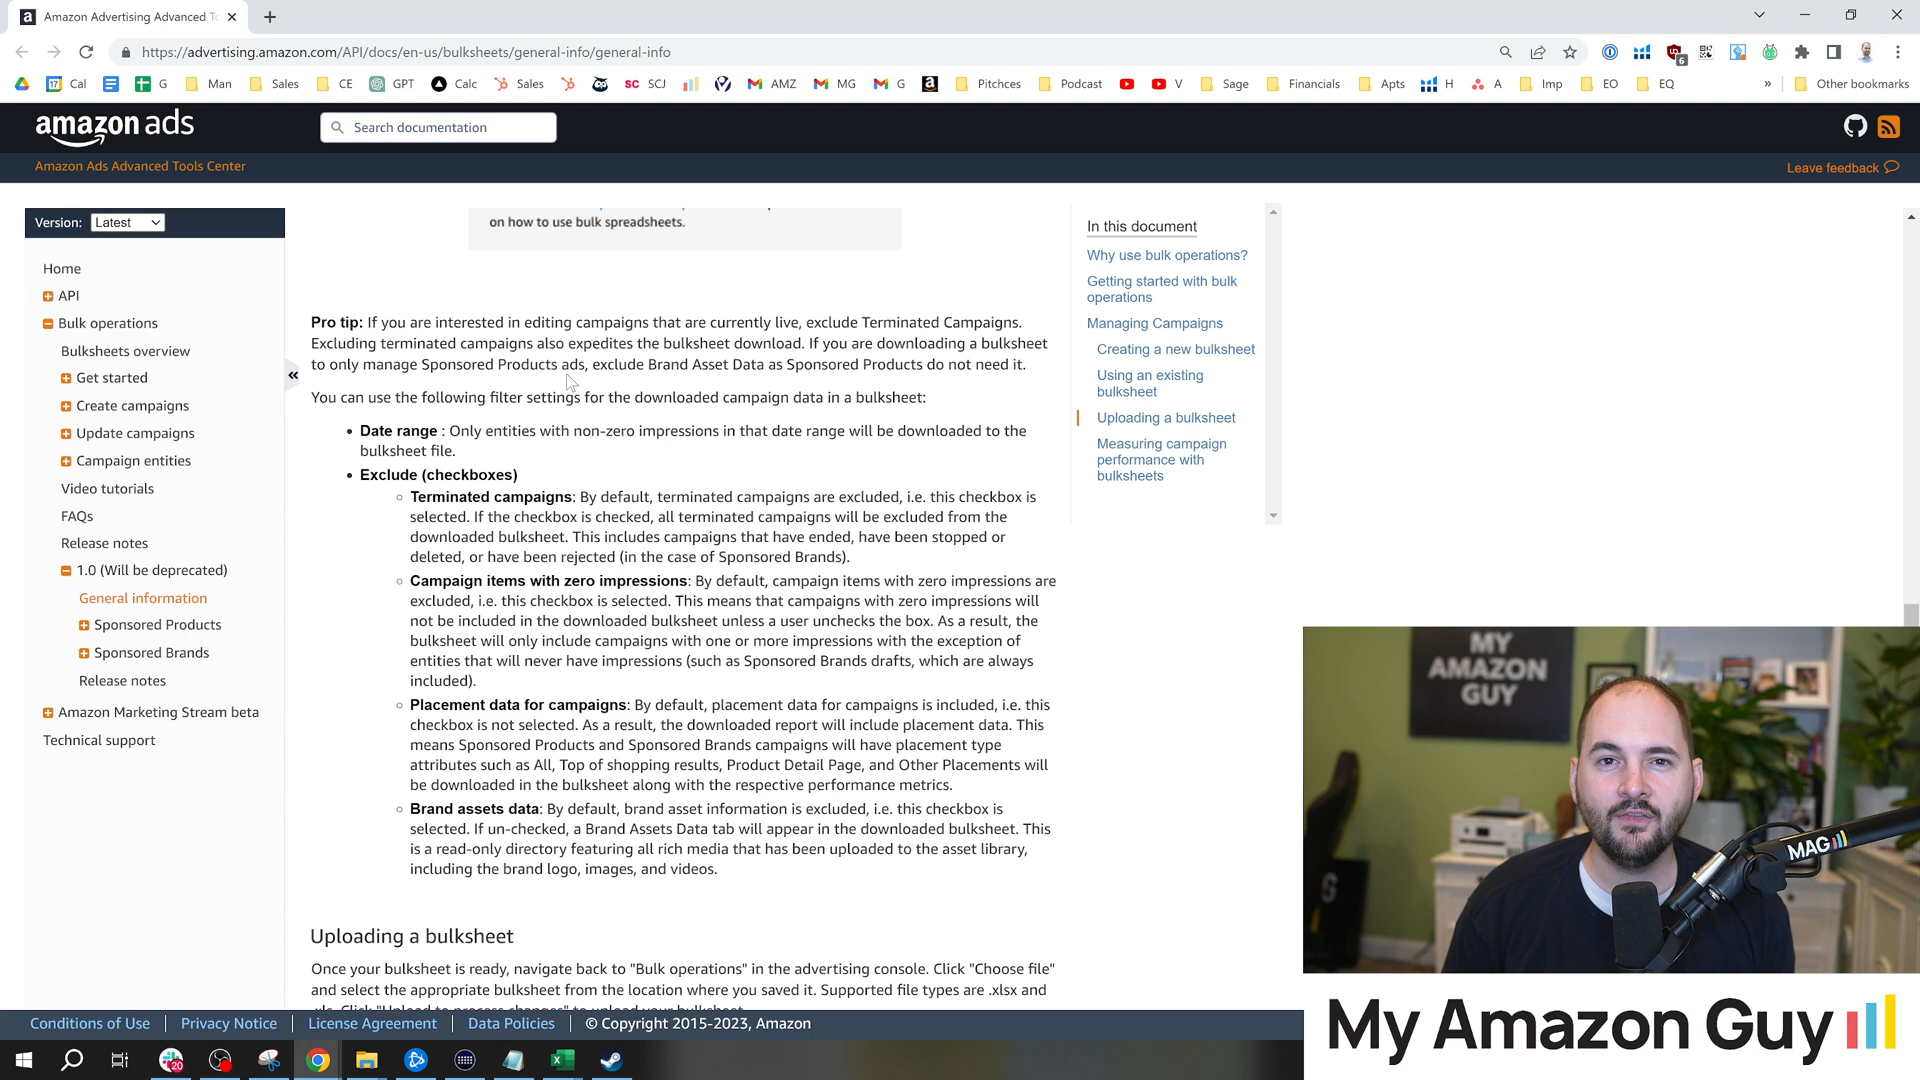 Amazon Advertising Advanced T
https://advertising.amazon.com/API/docs/en-us/bulksheets/general-info/general-info
6
17 Cal
G
Man
Sales
CE
GPT
Calc
Sales
SC SCJ
AMZ
MG
G
a
Pitchces
Podcast
V
Sage
Financials
Apts
H
A
Imp
EO
EQ
»
Other bookmarks
amazon ads
Search documentation
Amazon Ads Advanced Tools Center
Leave feedback
Version: Latest
Home
API
Bulk operations
Bulksheets overview
Get started
Create campaigns
Update campaigns
Campaign entities
Video tutorials
FAQs
Release notes
1.0 (Will be deprecated)
General information
Sponsored Products
Sponsored Brands
Release notes
Amazon Marketing Stream beta
Technical support
«
on how to use bulk spreadsheets.
Pro tip: If you are interested in editing campaigns that are currently live, exclude Terminated Campaigns.
Excluding terminated campaigns also expedites the bulksheet download. If you are downloading a bulksheet
to only manage Sponsored Products ads, exclude Brand Asset Data as Sponsored Products do not need it.
You can use the following filter settings for the downloaded campaign data in a bulksheet:
• Date range : Only entities with non-zero impressions in that date range will be downloaded to the
bulksheet file.
• Exclude (checkboxes)
Terminated campaigns: By default, terminated campaigns are excluded, i.e. this checkbox is
selected. If the checkbox is checked, all terminated campaigns will be excluded from the
downloaded bulksheet. This includes campaigns that have ended, have been stopped or
deleted, or have been rejected (in the case of Sponsored Brands).
Campaign items with zero impressions: By default, campaign items with zero impressions are
excluded, i.e. this checkbox is selected. This means that campaigns with zero impressions will
not be included in the downloaded bulksheet unless a user unchecks the box. As a result, the
bulksheet will only include campaigns with one or more impressions with the exception of
entities that will never have impressions (such as Sponsored Brands drafts, which are always
included).
Placement data for campaigns: By default, placement data for campaigns is included, i.e. this
checkbox is not selected. As a result, the downloaded report will include placement data. This
means Sponsored Products and Sponsored Brands campaigns will have placement type
attributes such as All, Top of shopping results, Product Detail Page, and Other Placements will
be downloaded in the bulksheet along with the respective performance metrics.
Brand assets data: By default, brand asset information is excluded, i.e. this checkbox is
selected. If un-checked, a Brand Assets Data tab will appear in the downloaded bulksheet. This
is a read-only directory featuring all rich media that has been uploaded to the asset library,
including the brand logo, images, and videos.
Uploading a bulksheet
Once your bulksheet is ready, navigate back to "Bulk operations" in the advertising console. Click "Choose file"
and select the appropriate bulksheet from the location where you saved it. Supported file types are .xlsx and
.xls. Click "Upload to process changes" to upload your bulksheet.
In this document
Why use bulk operations?
Getting started with bulk
operations
Managing Campaigns
Creating a new bulksheet
Using an existing
bulksheet
Uploading a bulksheet
Measuring campaign
performance with
bulksheets
MY
AMAZON
GUY
MAG
My Amazon Guy
Conditions of Use
Privacy Notice
License Agreement
Data Policies
© Copyright 2015-2023, Amazon
20